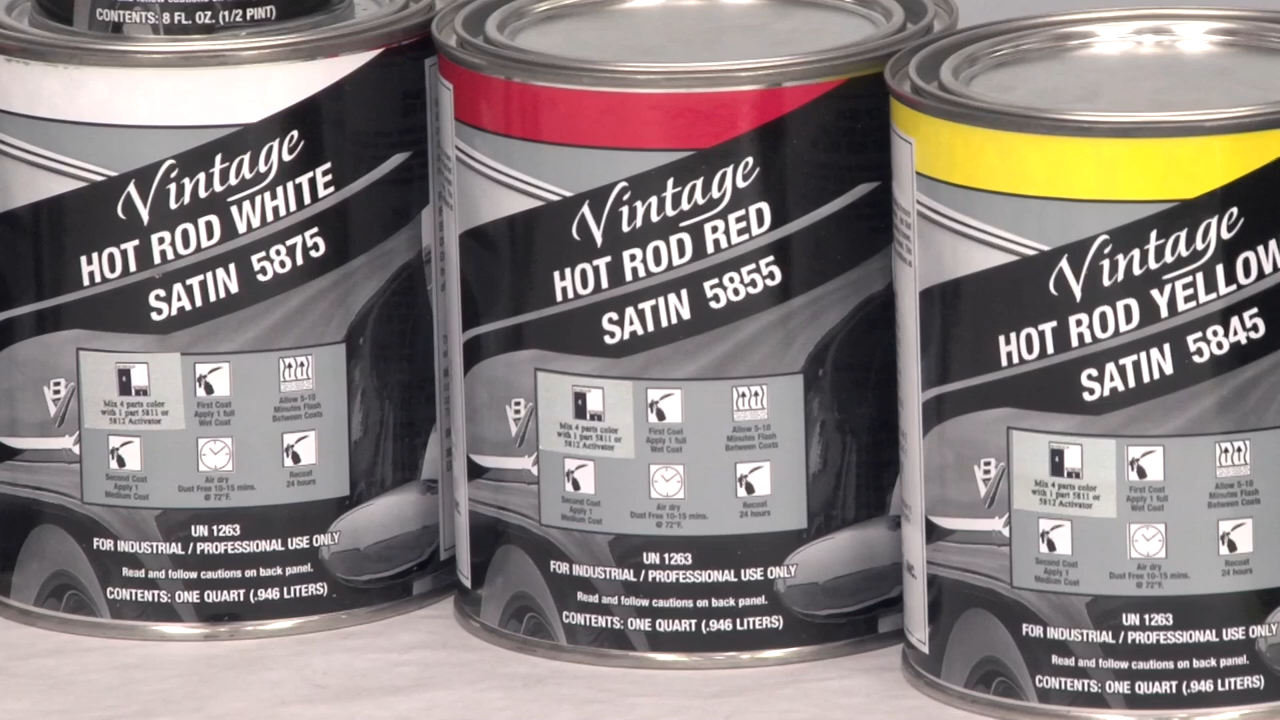 CONTENTS: 8 FL. OZ. (1/2 PINT)
Vintage
HOT ROD WHITE
SATIN 5875
V8
Mix 4 parts color
with 1 part 5811 or
5812 Activator
First Coat
Apply 1 full
Wet Coat
Allow 5-10
Minutes Flash
Between Coats
Second Coat
Apply 1
Medium Coat
Air dry
Dust Free 10-15 mins.
@ 72°F.
Recoat
24 hours
UN 1263
FOR INDUSTRIAL / PROFESSIONAL USE ONLY
Read and follow cautions on back panel.
CONTENTS: ONE QUART (.946 LITERS)
Vintage
HOT ROD RED
SATIN 5855
V8
Mix 4 parts color
with 1 part 5811 or
5812 Activator
First Coat
Apply 1 full
Wet Coat
Allow 5-10
Minutes Flash
Between Coats
Second Coat
Apply 1
Medium Coat
Air dry
Dust Free 10-15 mins.
@ 72°F.
Recoat
24 hours
UN 1263
FOR INDUSTRIAL / PROFESSIONAL USE ONLY
Read and follow cautions on back panel.
CONTENTS: ONE QUART (.946 LITERS)
Vintage
HOT ROD YELLOW
SATIN 5845
V8
Mix 4 parts color
with 1 part 5811 or
5812 Activator
First Coat
Apply 1 full
Wet Coat
Allow 5-10
Minutes Flash
Between Coats
Second Coat
Apply 1
Medium Coat
Air dry
Dust Free 10-15 mins.
@ 72°F.
Recoat
24 hours
UN 1263
FOR INDUSTRIAL / PROFESSIONAL USE ONLY
Read and follow cautions on back panel.
CONTENTS: ONE QUART (.946 LITERS)